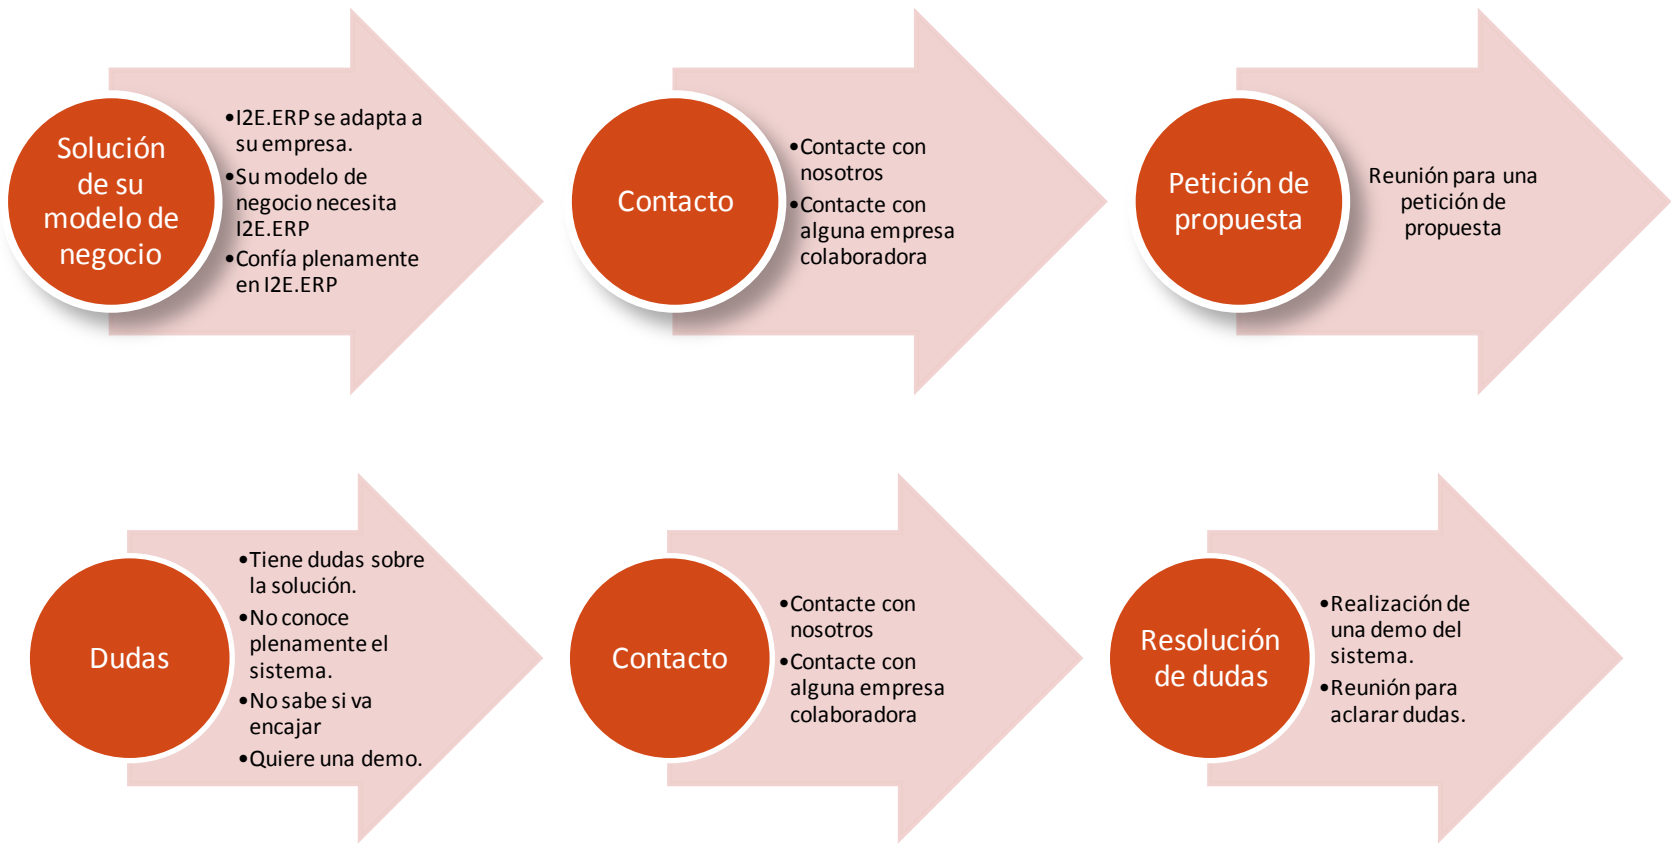 Solución
de su
modelo de
negocio
•I2E.ERP se adapta a
su empresa.
•Su modelo de
negocio necesita
I2E.ERP
•Confía plenamente
en I2E.ERP
Contacto
•Contacte con
nosotros
•Contacte con
alguna empresa
colaboradora
Petición de
propuesta
Reunión para una
petición de
propuesta
Dudas
•Tiene dudas sobre
la solución.
•No conoce
plenamente el
sistema.
•No sabe si va
encajar
•Quiere una demo.
Contacto
•Contacte con
nosotros
•Contacte con
alguna empresa
colaboradora
Resolución
de dudas
•Realización de
una demo del
sistema.
•Reunión para
aclarar dudas.